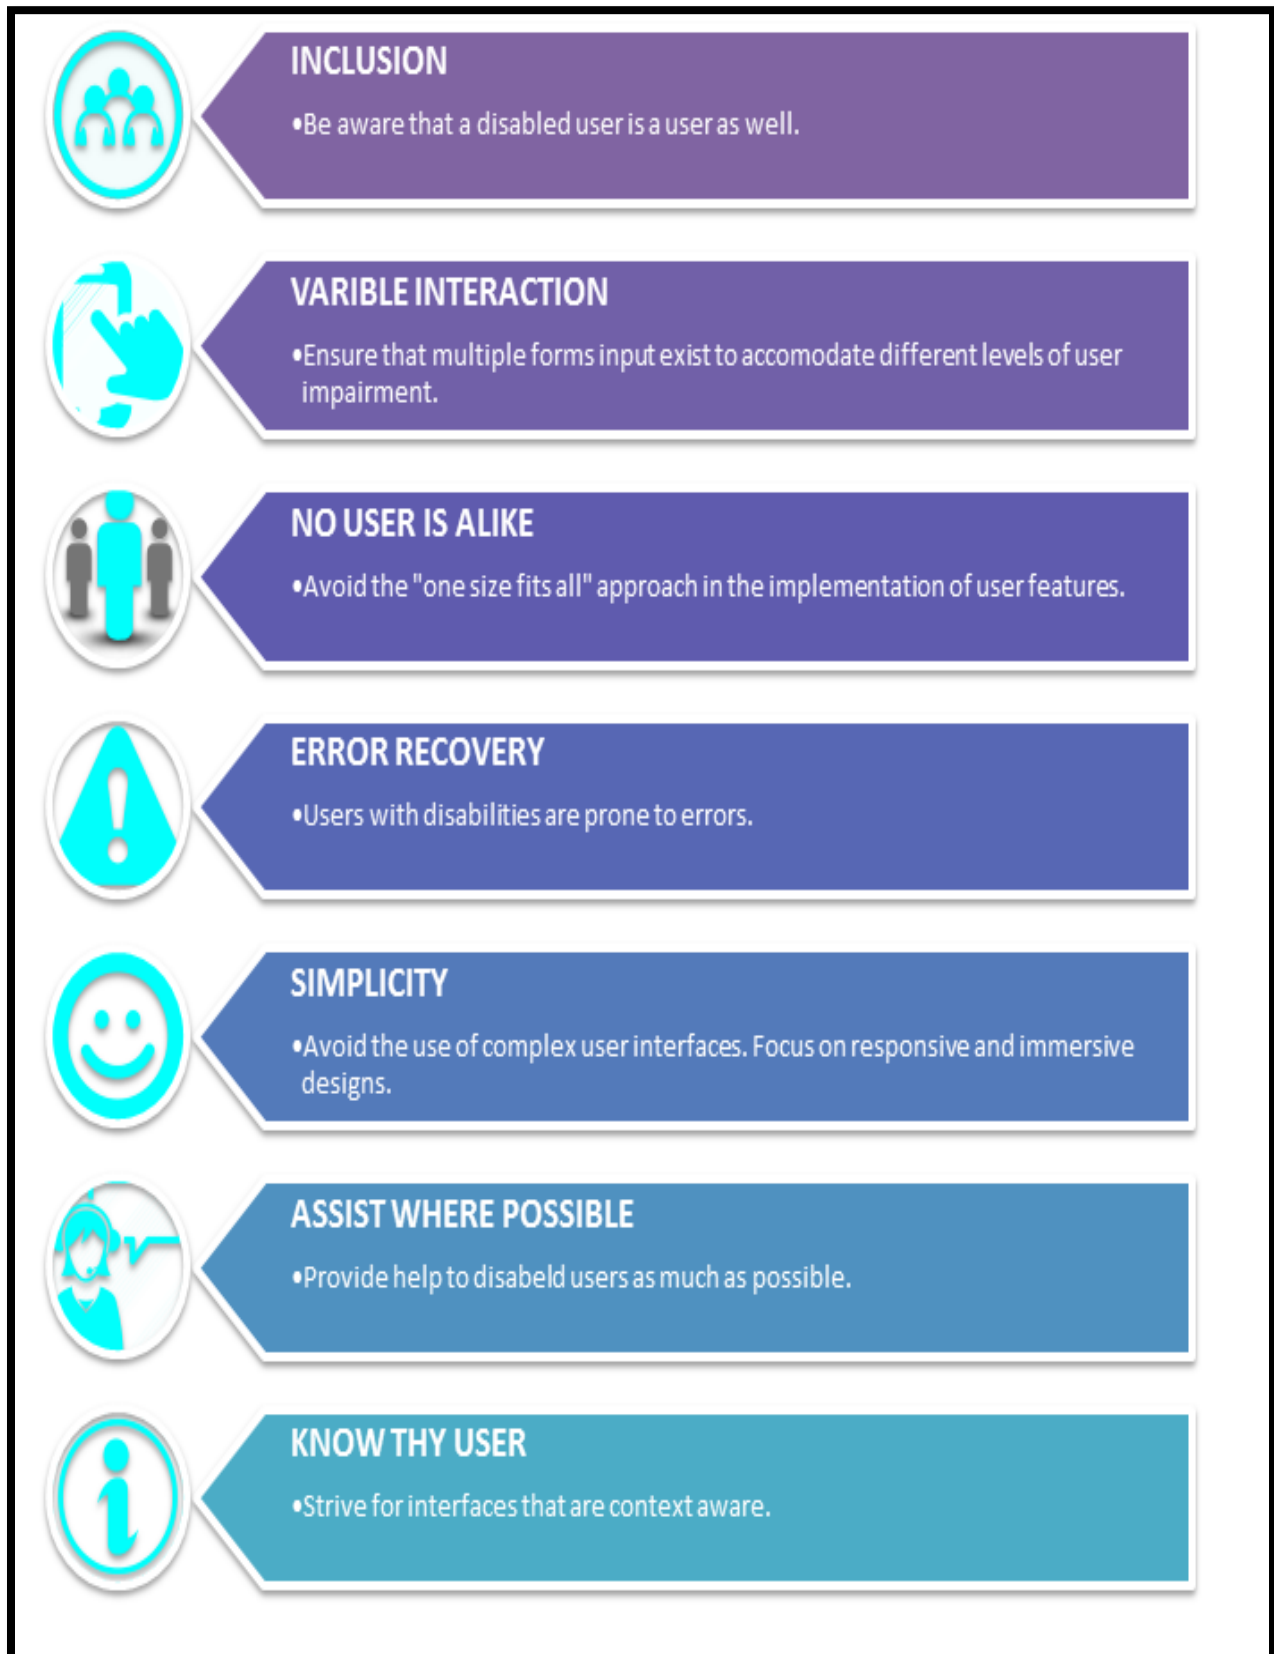 INCLUSION
•Be aware that a disabled user is a user as well.
VARIBLE INTERACTION
•Ensure that multiple forms input exist to accomodate different levels of user
impairment.
NO USER IS ALIKE
•Avoid the "one size fits all" approach in the implementation of user features.
ERROR RECOVERY
•Users with disabilities are prone to errors.
SIMPLICITY
•Avoid the use of complex user interfaces. Focus on responsive and immersive
designs.
ASSIST WHERE POSSIBLE
•Provide help to disabeld users as much as possible.
KNOW THY USER
•Strive for interfaces that are context aware.